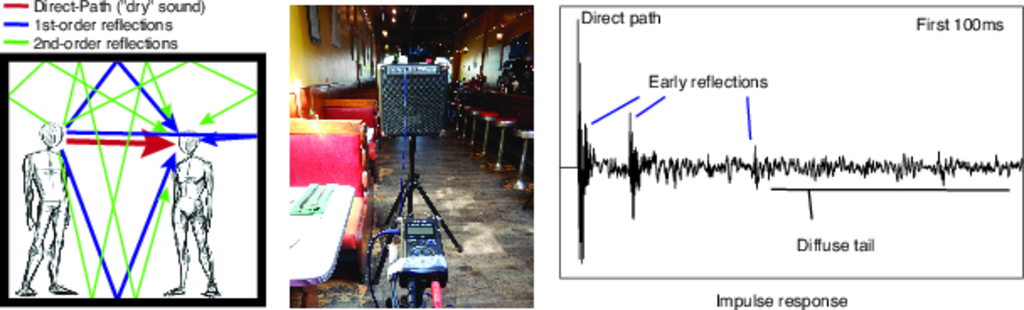 Direct-Path ("dry" sound)
1st-order reflections
2nd-order reflections
Direct path
First 100ms
Early reflections
Diffuse tail
Impulse response